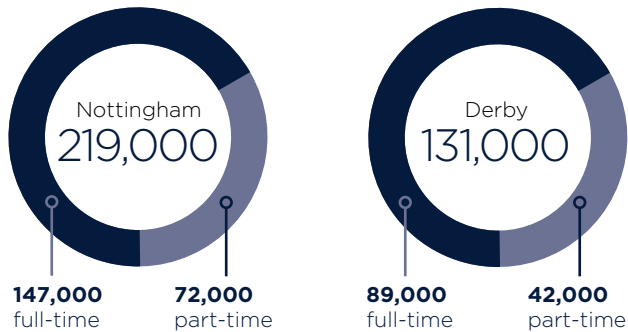 Nottingham
219,000
147,000
full-time
72,000
part-time
Derby
131,000
89,000
full-time
42,000
part-time